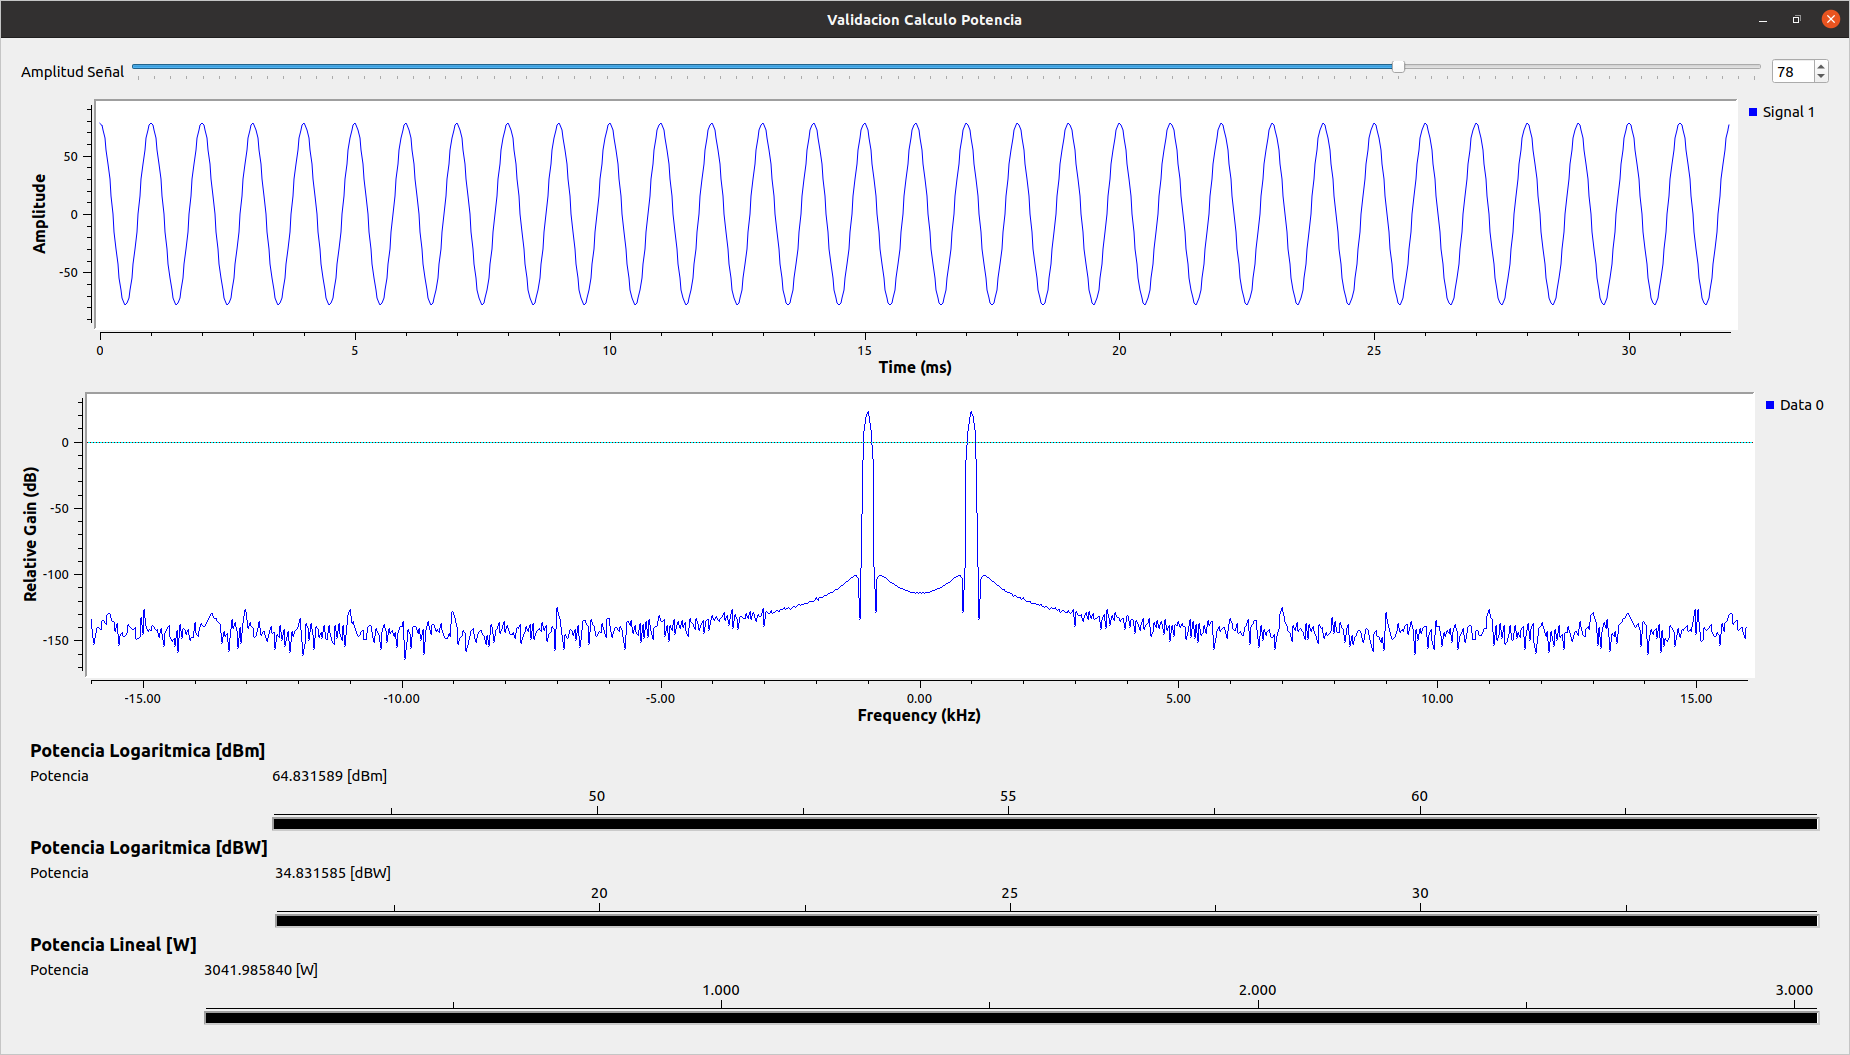 Validacion Calculo Potencia
Amplitud Señal
78
Signal 1
Amplitude
50
0
-50
0 5 10 15 20 25 30
Time (ms)
Data 0
Relative Gain (dB)
0
-50
-100
-150
-15.00 -10.00 -5.00 0.00 5.00 10.00 15.00
Frequency (kHz)
Potencia Logaritmica [dBm]
Potencia 64.831589 [dBm]
50 55 60
Potencia Logaritmica [dBW]
Potencia 34.831585 [dBW]
20 25 30
Potencia Lineal [W]
Potencia 3041.985840 [W]
1.000 2.000 3.000